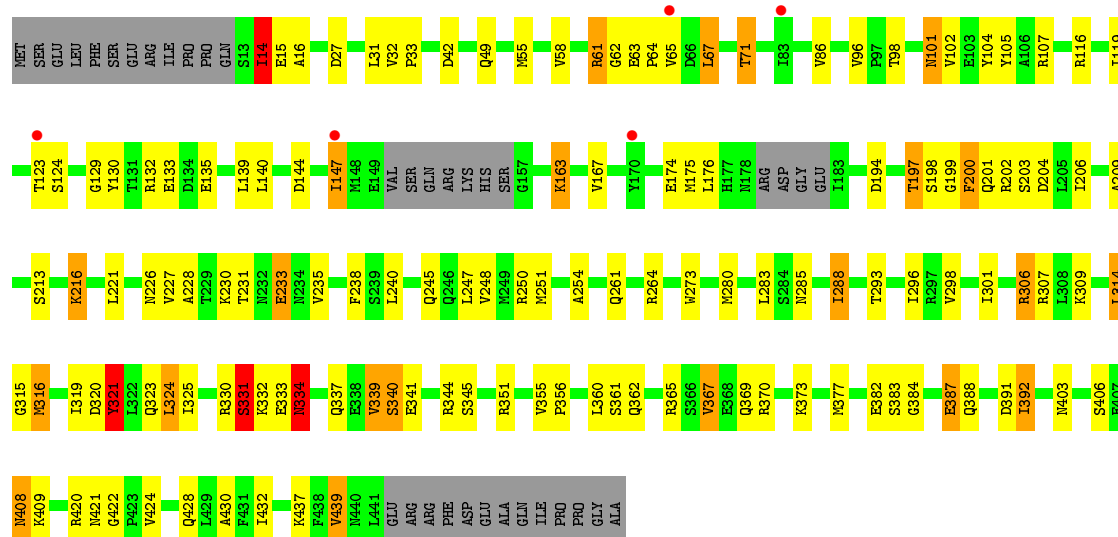 MET SER GLU LEU PHE SER GLU ARG ILE PRO PRO GLN S13 I14 E15 A16 D27 L31 V32 P33 D42 Q49 M55 V58 R61 G62 E63 P64 V65 D66 L67 T71 I83 V86 V96 P97 T98 N101 V102 E103 Y104 Y105 A106 R107 R116
T123 S124 G129 Y130 T131 R132 E133 D134 E135 L139 L140 D144 I147 M148 E149 VAL SER GLN ARG LYS HIS SER G157 K163 V167 Y170 E174 M175 L176 H177 N178 ARG ASP GLY GLU I183 D194 T197 S198 G199 F200 Q201 R202 S203 D204 L205 I206 A209
S213 K216 L221 N226 V227 A228 T229 K230 T231 N232 E233 N234 V235 F238 S239 L240 Q245 Q246 L247 V248 M249 R250 M251 A254 Q261 R264 W273 M280 L283 S284 N285 I288 T293 I296 R297 V298 I301 R306 R307 L308 K309 L314
G315 M316 I319 D320 Y321 L322 Q323 L324 I325 R330 S331 K332 E333 N334 Q337 E338 V339 S340 E341 R344 S345 R351 V355 P356 L360 S361 Q362 R365 S366 V367 E368 Q369 R370 K373 M377 E382 S383 G384 E387 Q388 D391 I392 N403 S406
N408 K409 R420 N421 G422 P423 V424 Q428 L429 A430 F431 I432 K437 F438 V439 N440 L441 GLU ARG ARG PHE ASP GLU ALA GLN ILE PRO PRO GLY ALA